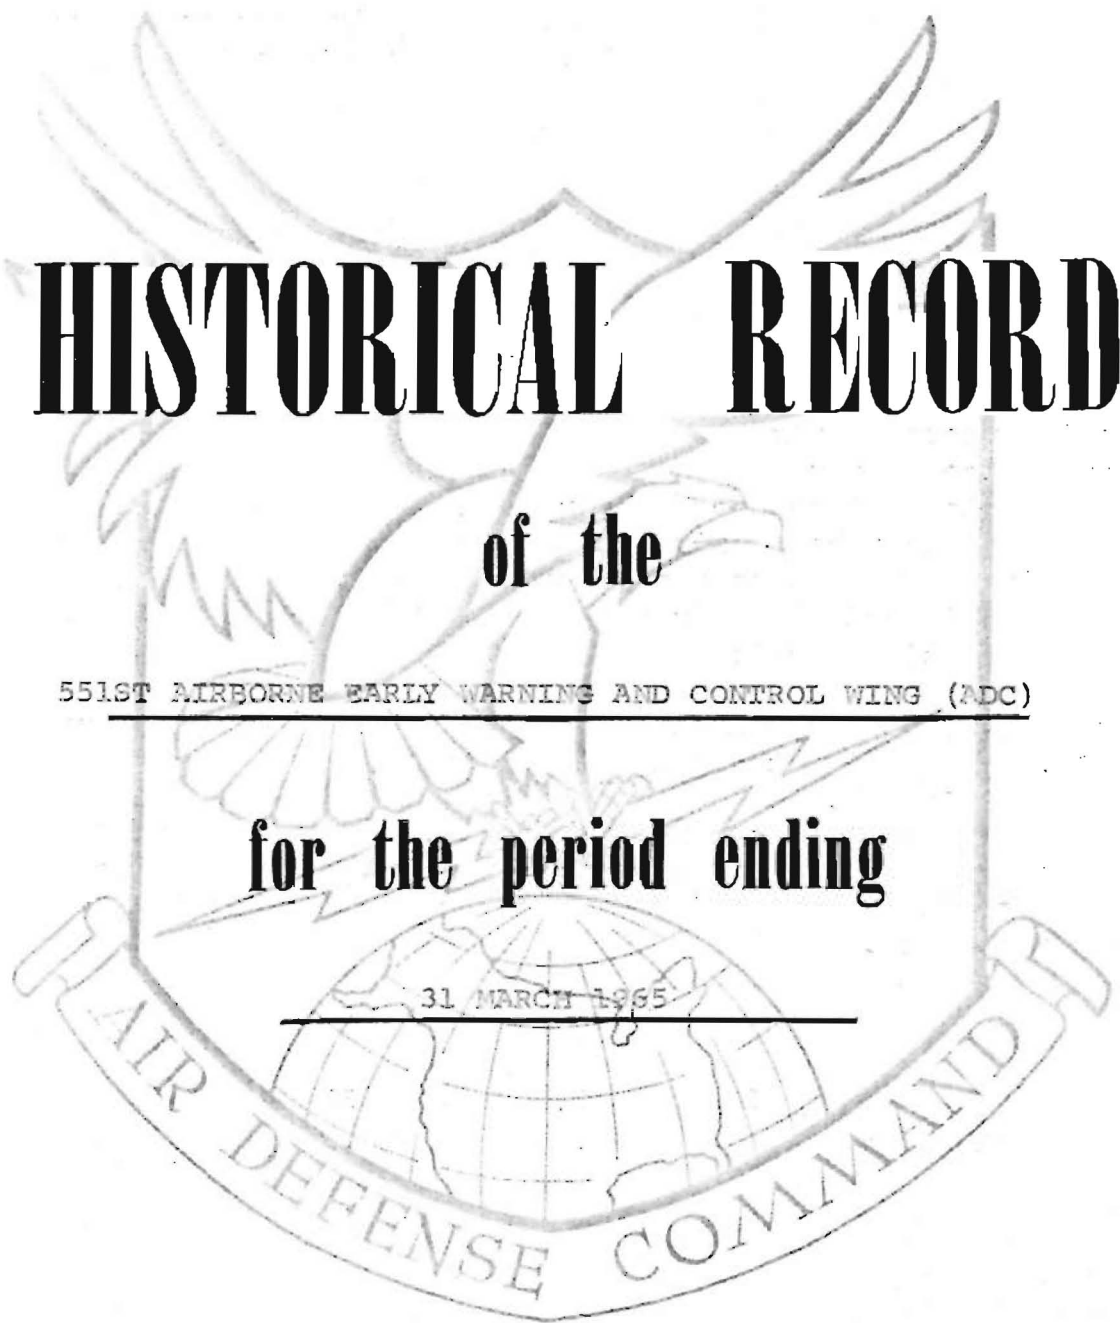 HISTORICAL RECORD
of the
551ST AIRBORNE EARLY WARNING AND CONTROL WING (ADC)
for the period ending
31 MARCH 1965
AIR DEFENSE COMMAND